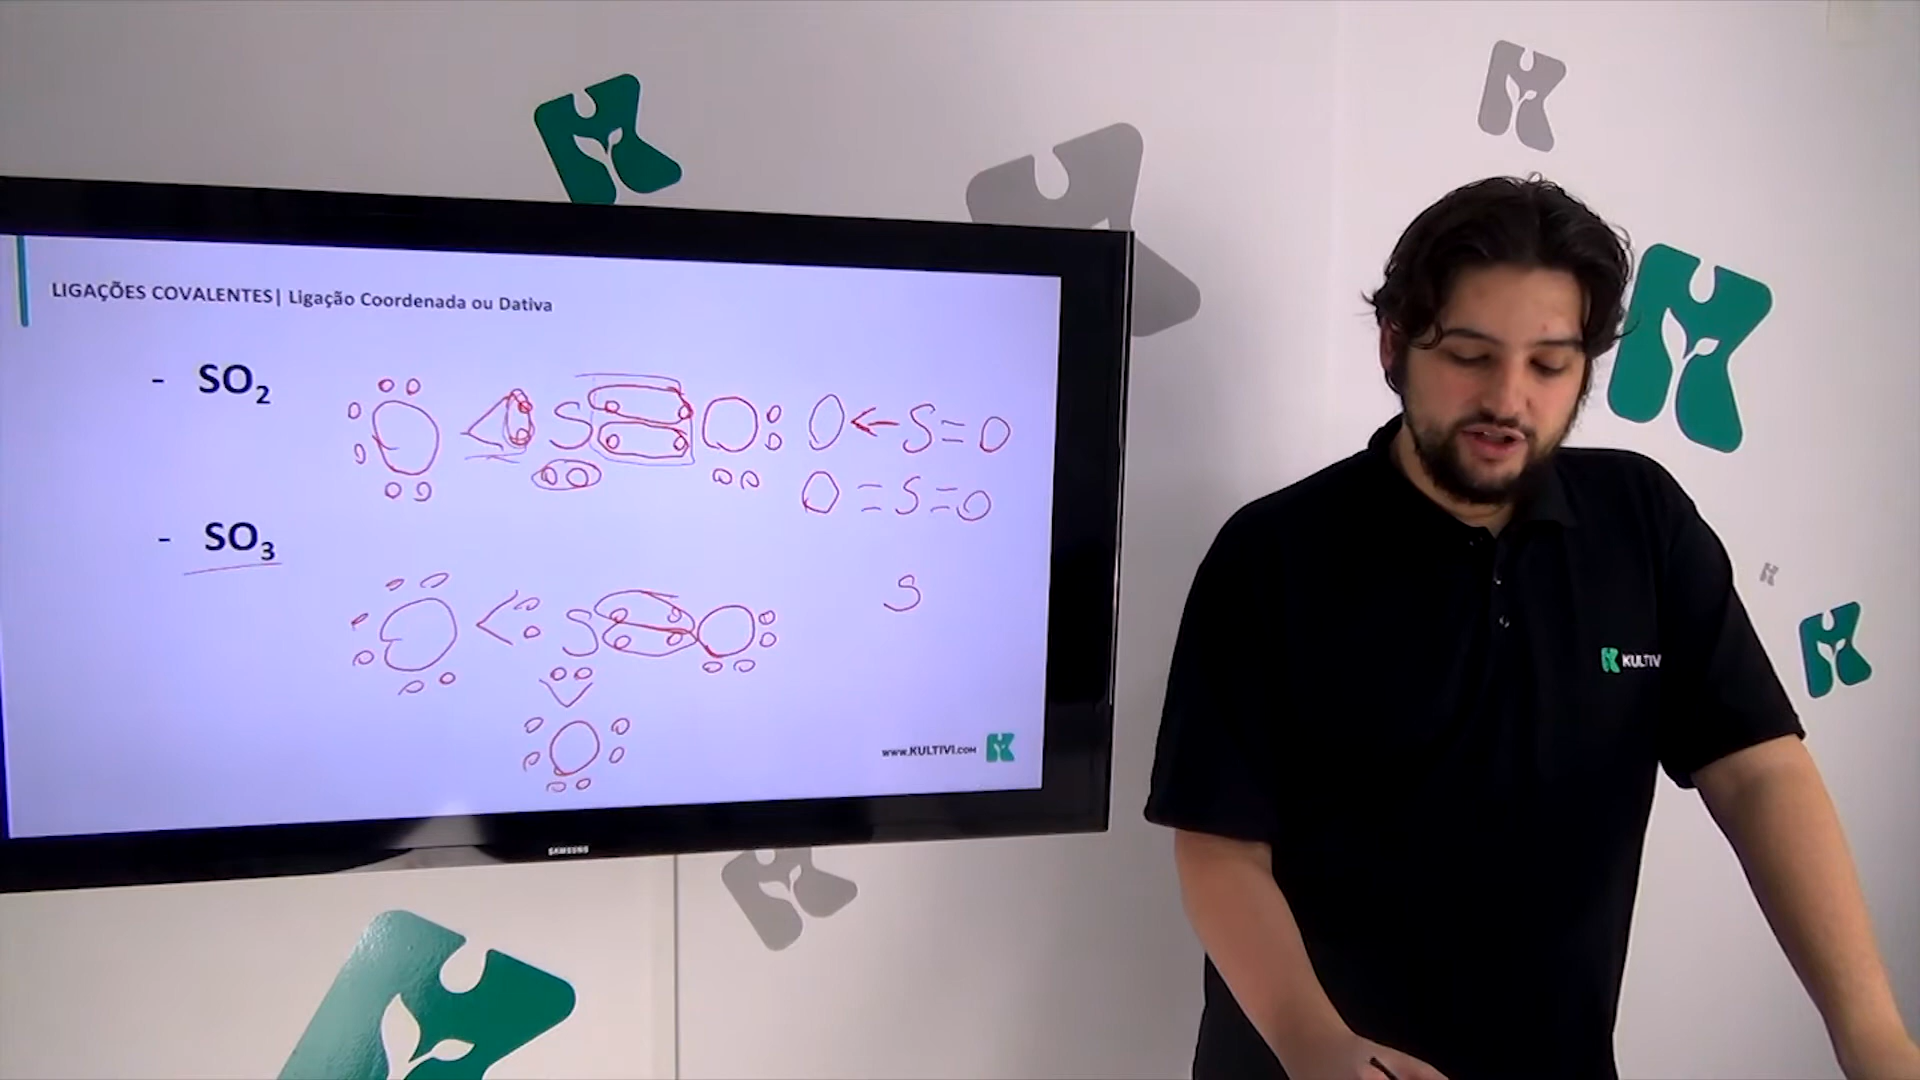 LIGAÇÕES COVALENTES| Ligação Coordenada ou Dativa
- SO₂
O < S O O ← S = O
O = S = O
- SO₃
O < S O S
O
www.KULTIVI.COM
SAMSUNG
KULTIVI